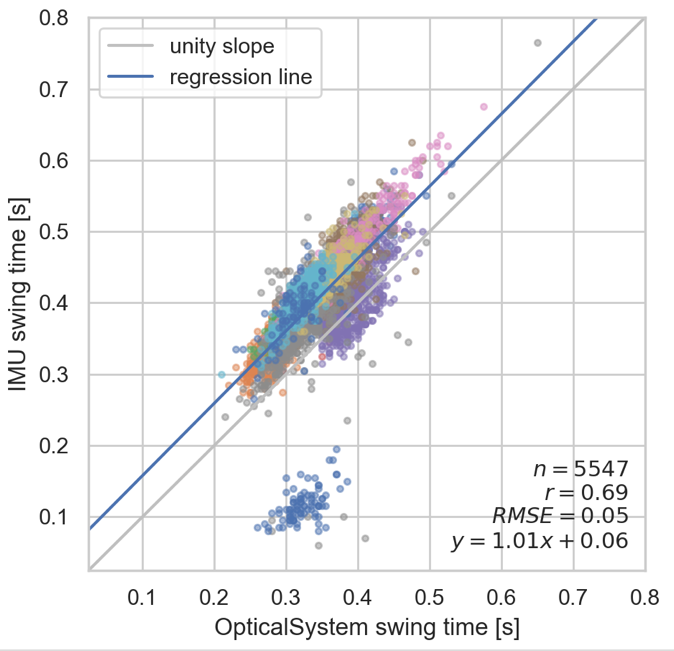 0.8
unity slope
regression line
0.7
0.6
0.5
0.4
0.3
0.2
0.1
IMU swing time [s]
n = 5547
r = 0.69
RMSE = 0.05
y = 1.01x + 0.06
0.1 0.2 0.3 0.4 0.5 0.6 0.7 0.8
OpticalSystem swing time [s]